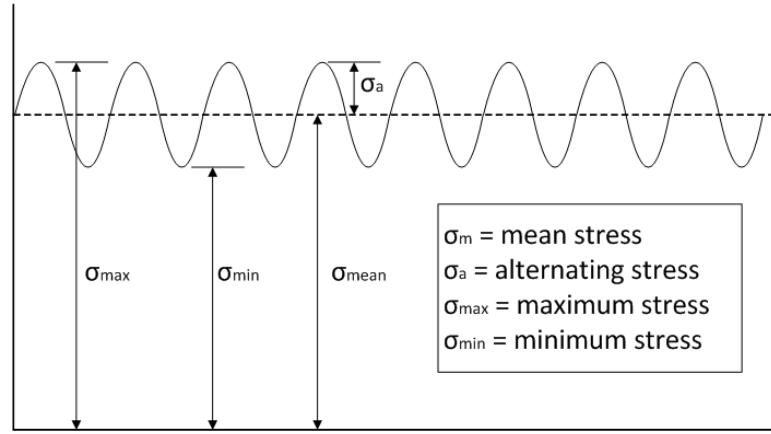 σa
σmax
σmin
σmean
σm = mean stress
σa = alternating stress
σmax = maximum stress
σmin = minimum stress